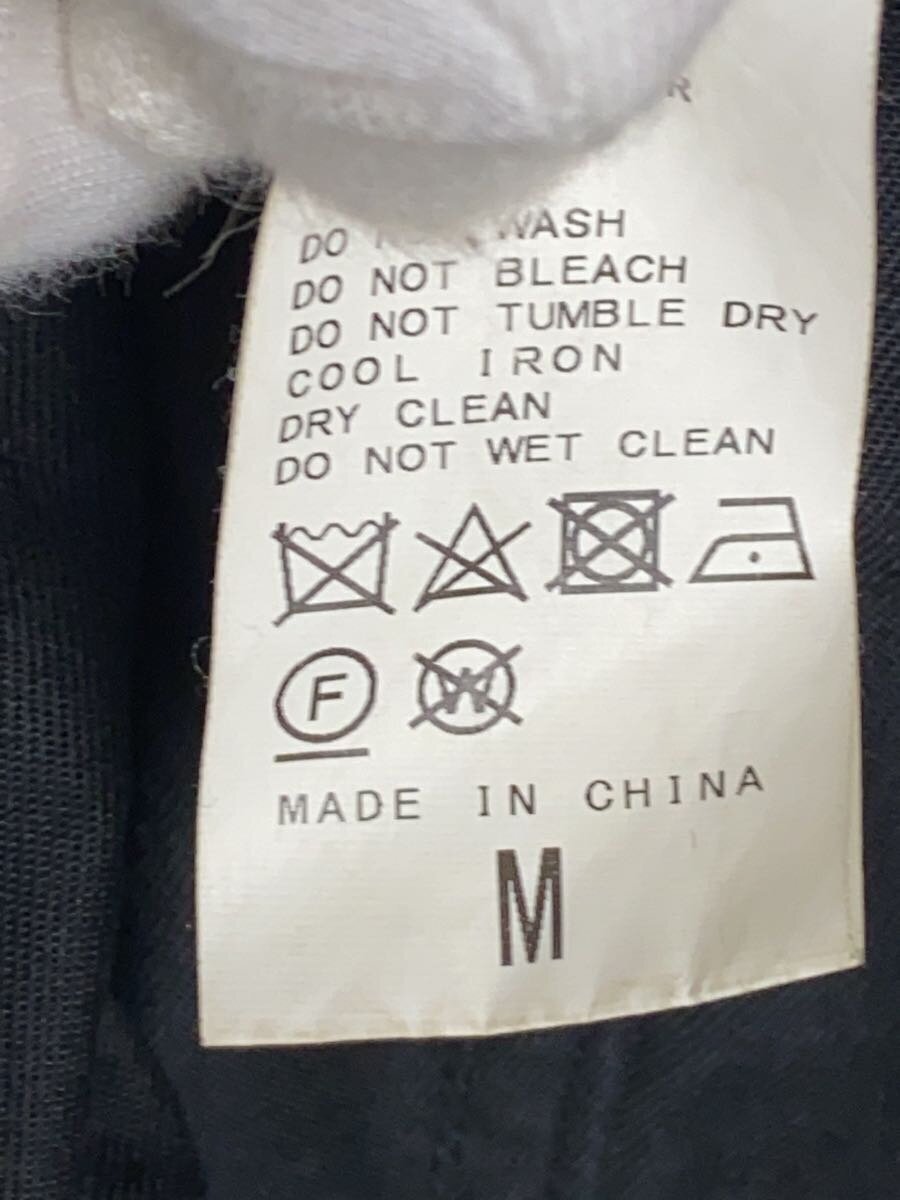 DO WASH
DO NOT BLEACH
DO NOT TUMBLE DRY
COOL IRON
DRY CLEAN
DO NOT WET CLEAN
F W
MADE IN CHINA
M